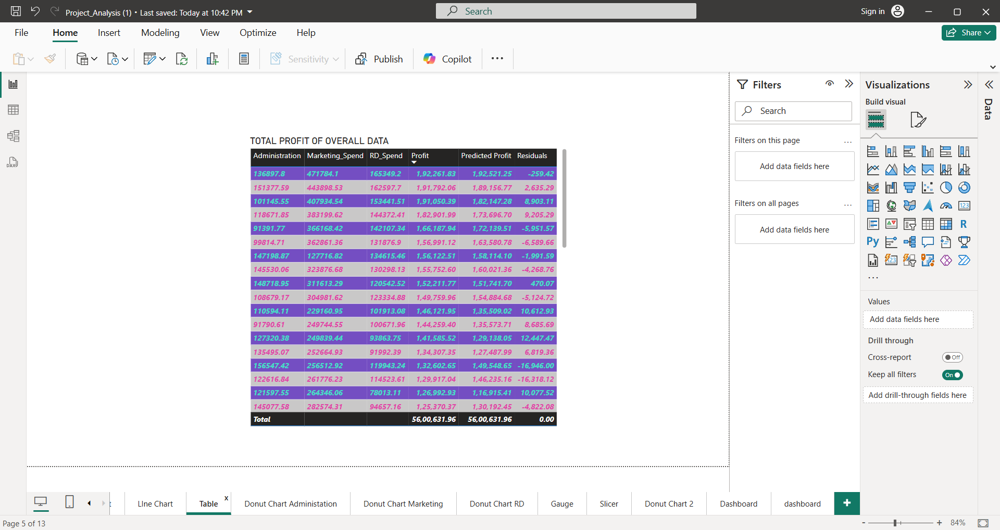 Project_Analysis (1) • Last saved: Today at 10:42 PM
Search
Sign in
File Home Insert Modeling View Optimize Help
Share
Sensitivity
Publish
Copilot
Filters
Search
Filters on this page
Add data fields here
Filters on all pages
Add data fields here
Visualizations
Build visual
Data
DAX
123
R
Py
123
Values
Add data fields here
Drill through
Cross-report Off
Keep all filters On
Add drill-through fields here
TOTAL PROFIT OF OVERALL DATA
Administration Marketing_Spend RD_Spend Profit Predicted Profit Residuals
136897.8 471784.1 165349.2 1,92,261.83 1,92,521.25 -259.42
151377.59 443898.53 162597.7 1,91,792.06 1,89,156.77 2,635.29
101145.55 407934.54 153441.51 1,91,050.39 1,82,147.28 8,903.11
118671.85 383199.62 144372.41 1,82,901.99 1,73,696.70 9,205.29
91391.77 366168.42 142107.34 1,66,187.94 1,72,139.51 -5,951.57
99814.71 362861.36 131876.9 1,56,991.12 1,63,580.78 -6,589.66
147198.87 127716.82 134615.46 1,56,122.51 1,58,114.10 -1,991.59
145530.06 323876.68 130298.13 1,55,752.60 1,60,021.36 -4,268.76
148718.95 311613.29 120542.52 1,52,211.77 1,51,741.70 470.07
108679.17 304981.62 123334.88 1,49,759.96 1,54,884.68 -5,124.72
110594.11 229160.95 101913.08 1,46,121.95 1,35,509.02 10,612.93
91790.61 249744.55 100671.96 1,44,259.40 1,35,573.71 8,685.69
127320.38 249839.44 93863.75 1,41,585.52 1,29,138.05 12,447.47
135495.07 252664.93 91992.39 1,34,307.35 1,27,487.99 6,819.36
156547.42 256512.92 119943.24 1,32,602.65 1,49,548.65 -16,946.00
122616.84 261776.23 114523.61 1,29,917.04 1,46,235.16 -16,318.12
121597.55 264346.06 78013.11 1,26,992.93 1,16,915.41 10,077.52
145077.58 282574.31 94657.16 1,25,370.37 1,30,192.45 -4,822.08
Total 56,00,631.96 56,00,631.96 0.00
t LIne Chart Table x Donut Chart Administation Donut Chart Marketing Donut Chart RD Gauge Slicer Donut Chart 2 Dashboard dashboard +
Page 5 of 13
- + 84%